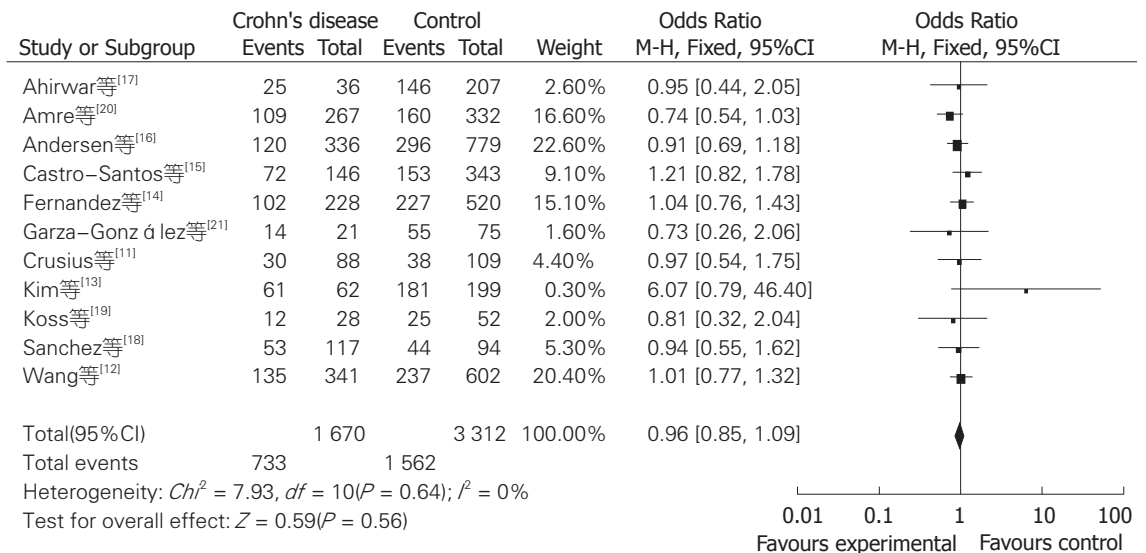 Crohn's disease Control Odds Ratio Odds Ratio
Study or Subgroup Events Total Events Total Weight M-H, Fixed, 95%CI M-H, Fixed, 95%CI
Ahirwar等[17] 25 36 146 207 2.60% 0.95 [0.44, 2.05]
Amre等[20] 109 267 160 332 16.60% 0.74 [0.54, 1.03]
Andersen等[16] 120 336 296 779 22.60% 0.91 [0.69, 1.18]
Castro-Santos等[15] 72 146 153 343 9.10% 1.21 [0.82, 1.78]
Fernandez等[14] 102 228 227 520 15.10% 1.04 [0.76, 1.43]
Garza-Gonz á lez等[21] 14 21 55 75 1.60% 0.73 [0.26, 2.06]
Crusius等[11] 30 88 38 109 4.40% 0.97 [0.54, 1.75]
Kim等[13] 61 62 181 199 0.30% 6.07 [0.79, 46.40]
Koss等[19] 12 28 25 52 2.00% 0.81 [0.32, 2.04]
Sanchez等[18] 53 117 44 94 5.30% 0.94 [0.55, 1.62]
Wang等[12] 135 341 237 602 20.40% 1.01 [0.77, 1.32]
Total(95%CI) 1 670 3 312 100.00% 0.96 [0.85, 1.09]
Total events 733 1 562
Heterogeneity: Chi² = 7.93, df = 10(P = 0.64); I² = 0%
Test for overall effect: Z = 0.59(P = 0.56)
0.01 0.1 1 10 100
Favours experimental Favours control